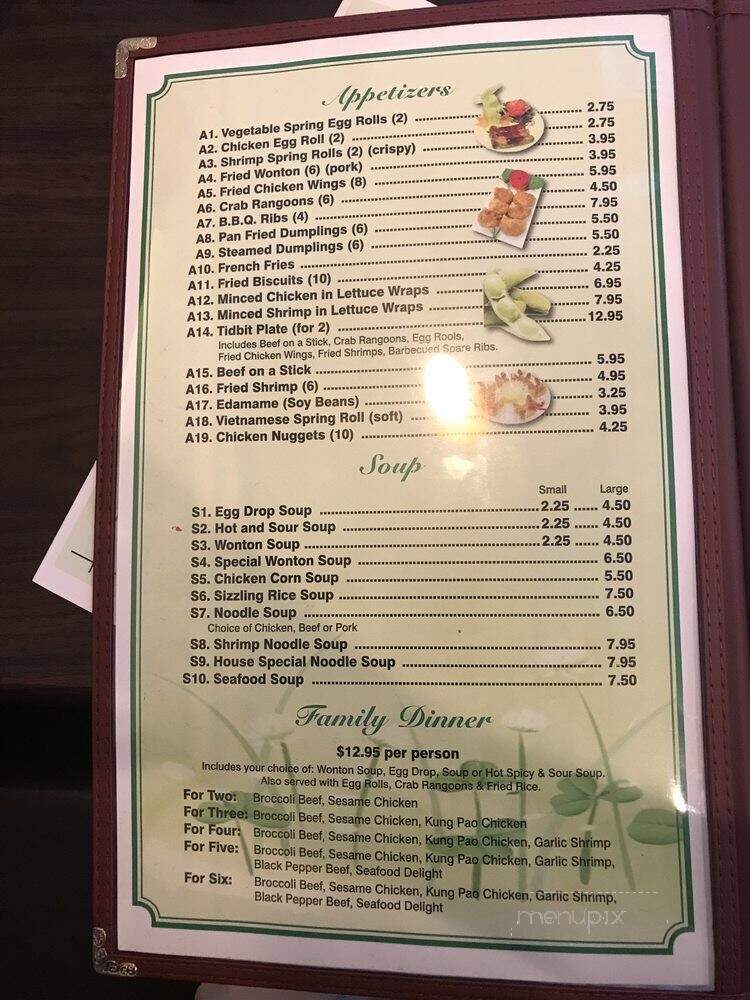 Appetizers
A1. Vegetable Spring Egg Rolls (2) 2.75
A2. Chicken Egg Roll (2) 2.75
A3. Shrimp Spring Rolls (2) (crispy) 3.95
A4. Fried Wonton (6) (pork) 3.95
A5. Fried Chicken Wings (8) 5.95
A6. Crab Rangoons (6) 4.50
A7. B.B.Q. Ribs (4) 7.95
A8. Pan Fried Dumplings (6) 5.50
A9. Steamed Dumplings (6) 5.50
A10. French Fries 2.25
A11. Fried Biscuits (10) 4.25
A12. Minced Chicken in Lettuce Wraps 6.95
A13. Minced Shrimp in Lettuce Wraps 7.95
A14. Tidbit Plate (for 2) 12.95
Includes Beef on a Stick, Crab Rangoons, Egg Rools,
Fried Chicken Wings, Fried Shrimps, Barbecued Spare Ribs.
A15. Beef on a Stick 5.95
A16. Fried Shrimp (6) 4.95
A17. Edamame (Soy Beans) 3.25
A18. Vietnamese Spring Roll (soft) 3.95
A19. Chicken Nuggets (10) 4.25
Soup
Small Large
S1. Egg Drop Soup 2.25 4.50
S2. Hot and Sour Soup 2.25 4.50
S3. Wonton Soup 2.25 4.50
S4. Special Wonton Soup 6.50
S5. Chicken Corn Soup 5.50
S6. Sizzling Rice Soup 7.50
S7. Noodle Soup 6.50
Choice of Chicken, Beef or Pork
S8. Shrimp Noodle Soup 7.95
S9. House Special Noodle Soup 7.95
S10. Seafood Soup 7.50
Family Dinner
$12.95 per person
Includes your choice of: Wonton Soup, Egg Drop, Soup or Hot Spicy & Sour Soup.
Also served with Egg Rolls, Crab Rangoons & Fried Rice.
For Two: Broccoli Beef, Sesame Chicken
For Three: Broccoli Beef, Sesame Chicken, Kung Pao Chicken
For Four: Broccoli Beef, Sesame Chicken, Kung Pao Chicken, Garlic Shrimp
For Five: Broccoli Beef, Sesame Chicken, Kung Pao Chicken, Garlic Shrimp,
Black Pepper Beef, Seafood Delight
For Six: Broccoli Beef, Sesame Chicken, Kung Pao Chicken, Garlic Shrimp,
Black Pepper Beef, Seafood Delight
menupix